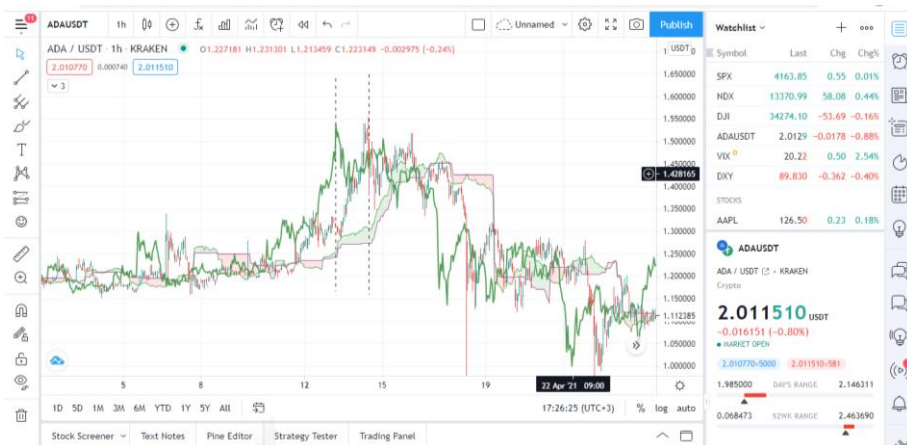 11
ADAUSDT 1h Unnamed Publish
ADA / USDT · 1h · KRAKEN O1.227181 H1.231301 L1.213459 C1.223149 -0.002975 (-0.24%)
2.010770 0.000740 2.011510
3
USDT
1.650000
1.600000
1.550000
1.500000
1.450000
1.428165
1.400000
1.350000
1.300000
1.250000
1.200000
1.150000
1.112385
1.100000
1.050000
1.000000
5 8 12 15 19 22 Apr '21 09:00
1D 5D 1M 3M 6M YTD 1Y 5Y All 17:26:25 (UTC+3) % log auto
Stock Screener Text Notes Pine Editor Strategy Tester Trading Panel
Watchlist
Symbol Last Chg Chg%
SPX 4163.85 0.55 0.01%
NDX 13370.99 58.08 0.44%
DJI 34274.10 -53.69 -0.16%
ADAUSDT 2.0129 -0.0178 -0.88%
VIX D 20.22 0.50 2.54%
DXY 89.830 -0.362 -0.40%
STOCKS
AAPL 126.50 0.23 0.18%
ADAUSDT
ADA / USDT - KRAKEN
Crypto
2.011510 USDT
-0.016151 (-0.80%)
MARKET OPEN
2.010770×5000 2.011510×581
1.985000 DAY'S RANGE 2.146311
0.068473 52WK RANGE 2.463690